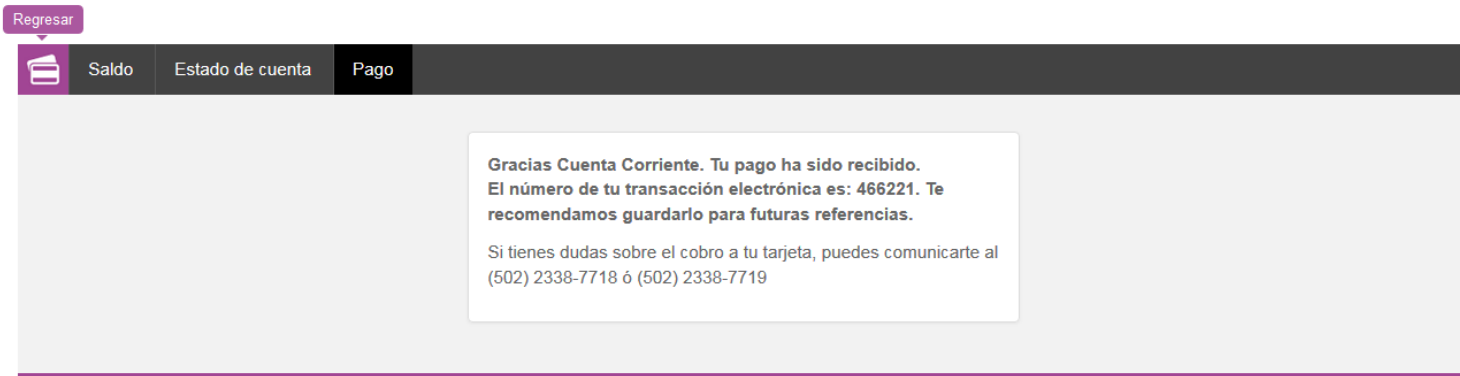 Regresar
Saldo Estado de cuenta Pago
Gracias Cuenta Corriente. Tu pago ha sido recibido.
El número de tu transacción electrónica es: 466221. Te
recomendamos guardarlo para futuras referencias.
Si tienes dudas sobre el cobro a tu tarjeta, puedes comunicarte al
(502) 2338-7718 ó (502) 2338-7719